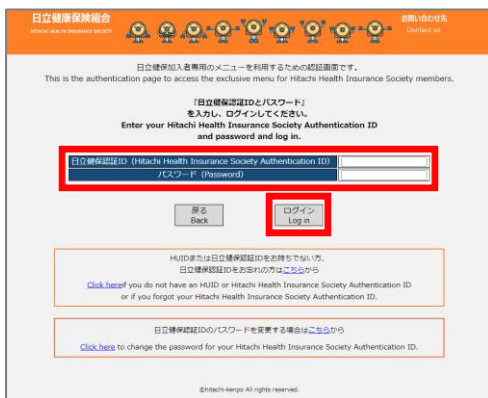 日立健康保険組合
HITACHI HEALTH INSURANCE SOCIETY
お問い合わせ先
Contact us
日立健保加入者専用のメニューを利用するための認証画面です。
This is the authentication page to access the exclusive menu for Hitachi Health Insurance Society members.
『日立健保認証IDとパスワード』
を入力し、ログインしてください。
Enter your Hitachi Health Insurance Society Authentication ID
and password and log in.
日立健保認証ID (Hitachi Health Insurance Society Authentication ID)
パスワード (Password)
戻る
Back
ログイン
Log in
HUIDまたは日立健保認証IDをお持ちでない方、
日立健保認証IDをお忘れの方はこちらから
Click hereif you do not have an HUID or Hitachi Health Insurance Society Authentication ID
or if you forgot your Hitachi Health Insurance Society Authentication ID.
日立健保認証IDのパスワードを変更する場合はこちらから
Click here to change the password for your Hitachi Health Insurance Society Authentication ID.
©hitachi-kenpo All rights reserved.